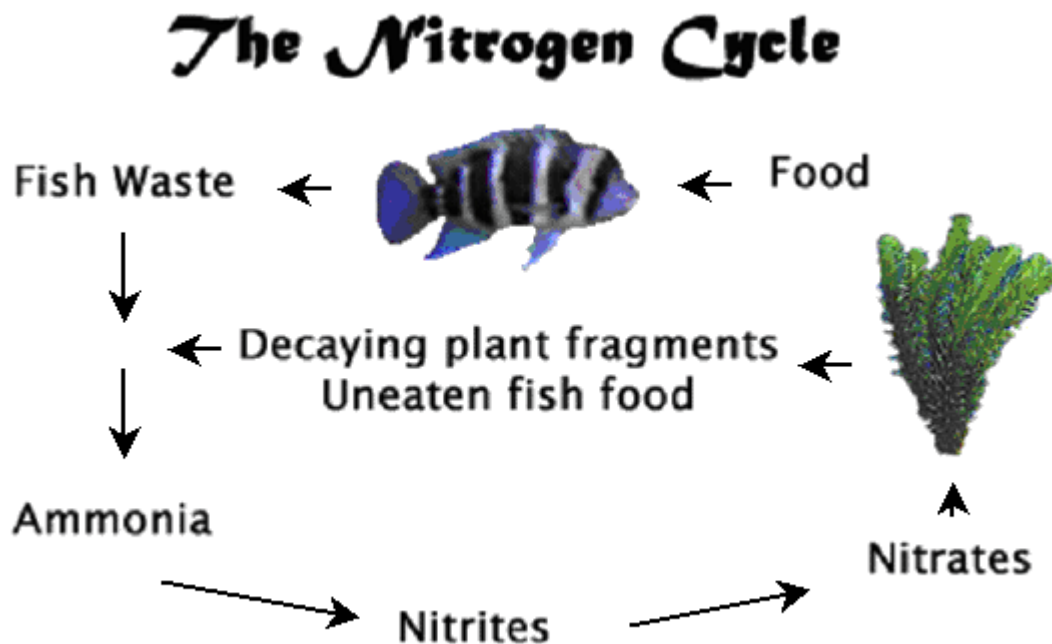 The Nitrogen Cycle
Fish Waste
Food
Decaying plant fragments
Uneaten fish food
Ammonia
Nitrates
Nitrites